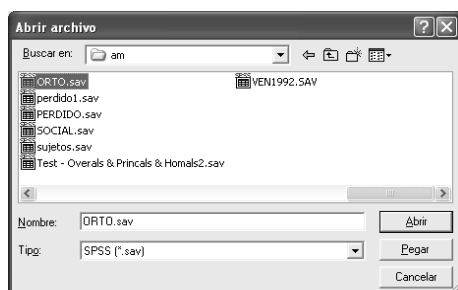 Abrir archivo
Buscar en: am
ORTO.sav VEN1992.SAV
perdido1.sav
PERDIDO.sav
SOCIAL.sav
sujetos.sav
Test - Overals & Princals & Homals2.sav
Nombre: ORTO.sav Abrir
Tipo: SPSS (*.sav) Pegar
Cancelar